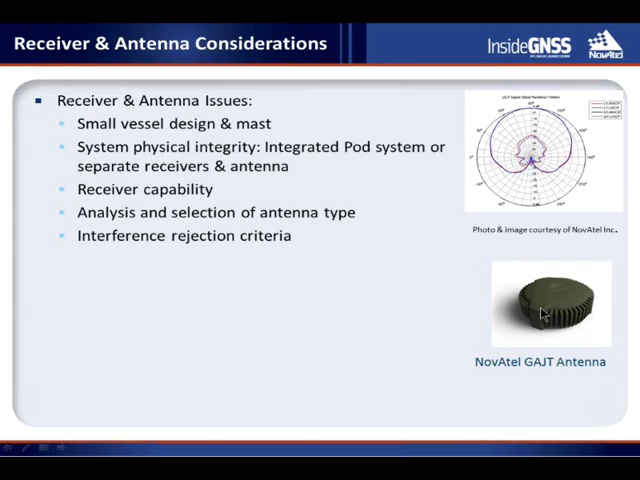 Receiver & Antenna Considerations
InsideGNSS
NovAtel
Receiver & Antenna Issues:
Small vessel design & mast
System physical integrity: Integrated Pod system or
separate receivers & antenna
Receiver capability
Analysis and selection of antenna type
Interference rejection criteria
Photo & image courtesy of NovAtel Inc.
NovAtel GAJT Antenna